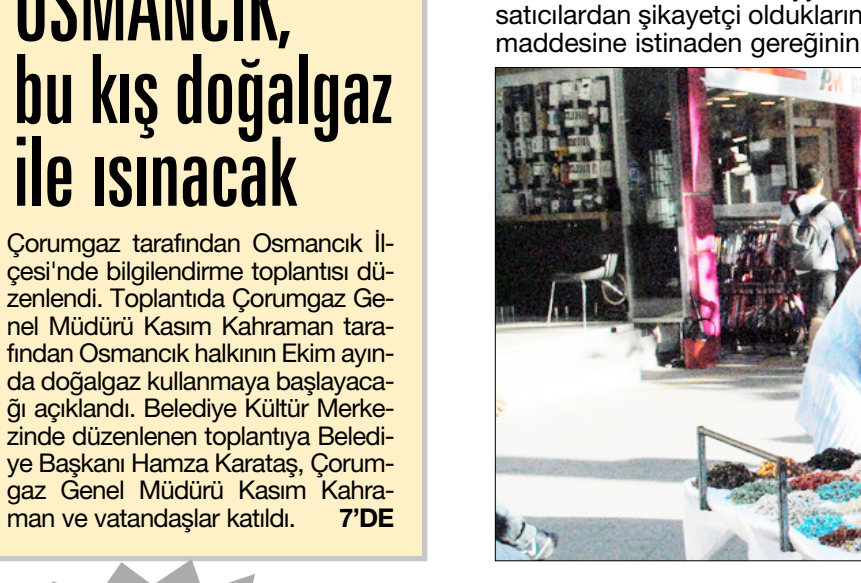 OSMANCIK,
bu kış doğalgaz
ile ısınacak
Çorumgaz tarafından Osmancık İl-
çesi'nde bilgilendirme toplantısı dü-
zenlendi. Toplantıda Çorumgaz Ge-
nel Müdürü Kasım Kahraman tara-
fından Osmancık halkının Ekim ayın-
da doğalgaz kullanmaya başlayaca-
ğı açıklandı. Belediye Kültür Merke-
zinde düzenlenen toplantıya Beledi-
ye Başkanı Hamza Karataş, Çorum-
gaz Genel Müdürü Kasım Kahra-
man ve vatandaşlar katıldı. 7'DE
satıcılardan şikayetçi oldukların
maddesine istinaden gereğinin